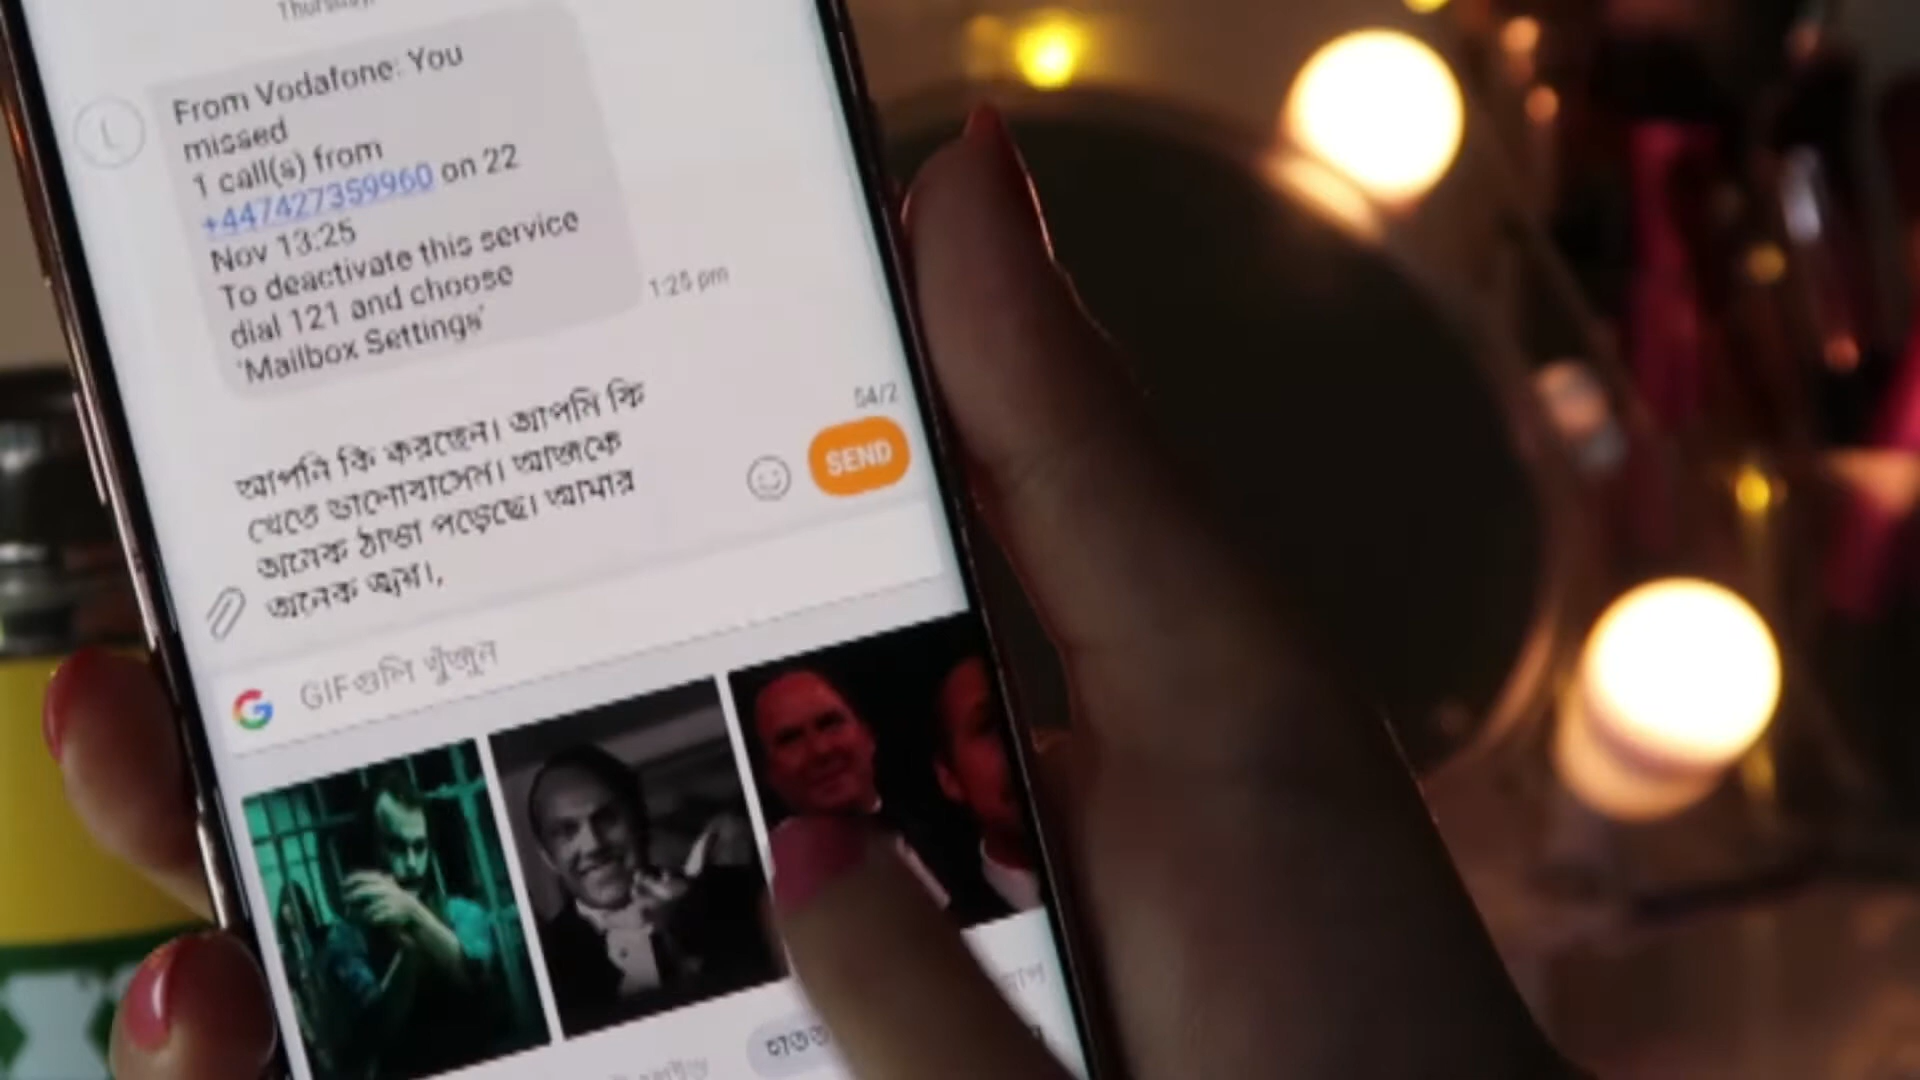 Thursday,
From Vodafone: You
missed
1 call(s) from
+447427359960 on 22
Nov 13:25
To deactivate this service
dial 121 and choose
'Mailbox Settings'
1:25 pm
54/2
আপনি কি করছেন। আপনি কি
খেতে ভালোবাসেন। আজকে
অনেক ঠাণ্ডা পড়েছে। আমার
অনেক জ্বর।,
SEND
GIFগুলি খুঁজুন